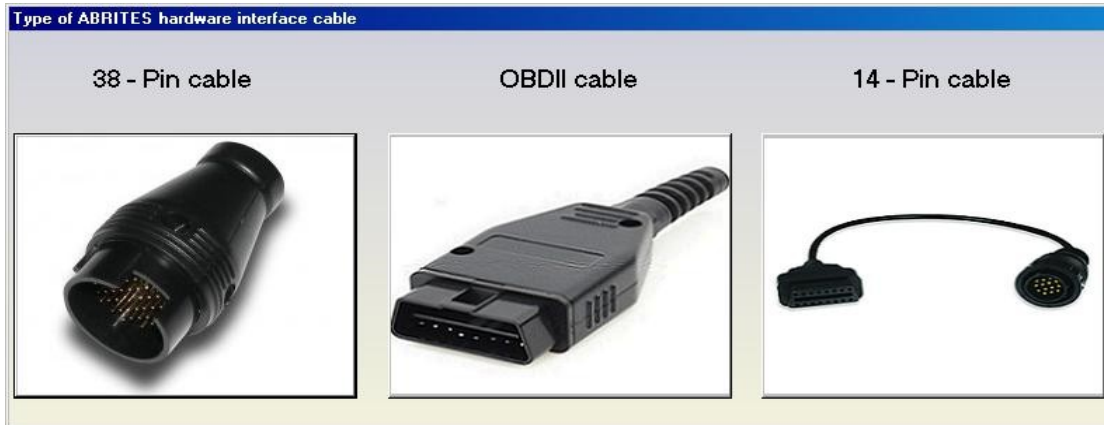 Type of ABRITES hardware interface cable
38 - Pin cable
OBDII cable
14 - Pin cable